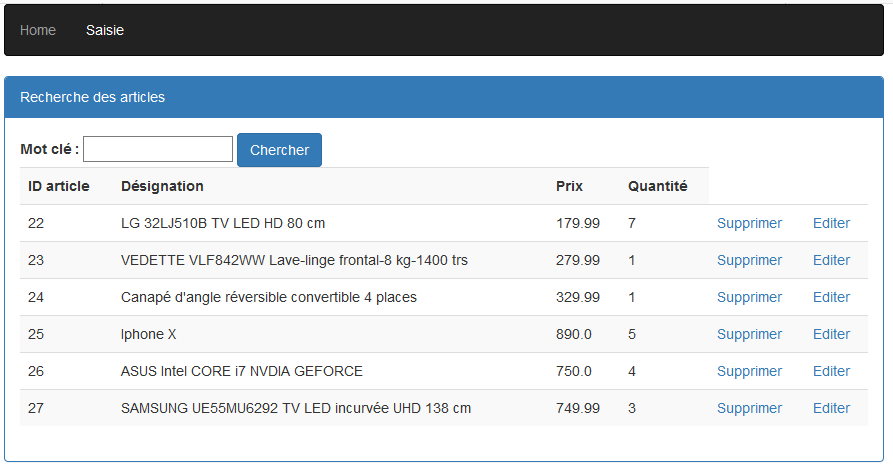 Home Saisie
Recherche des articles
Mot clé : Chercher
ID article Désignation Prix Quantité
22 LG 32LJ510B TV LED HD 80 cm 179.99 7 Supprimer Editer
23 VEDETTE VLF842WW Lave-linge frontal-8 kg-1400 trs 279.99 1 Supprimer Editer
24 Canapé d'angle réversible convertible 4 places 329.99 1 Supprimer Editer
25 Iphone X 890.0 5 Supprimer Editer
26 ASUS Intel CORE i7 NVDIA GEFORCE 750.0 4 Supprimer Editer
27 SAMSUNG UE55MU6292 TV LED incurvée UHD 138 cm 749.99 3 Supprimer Editer